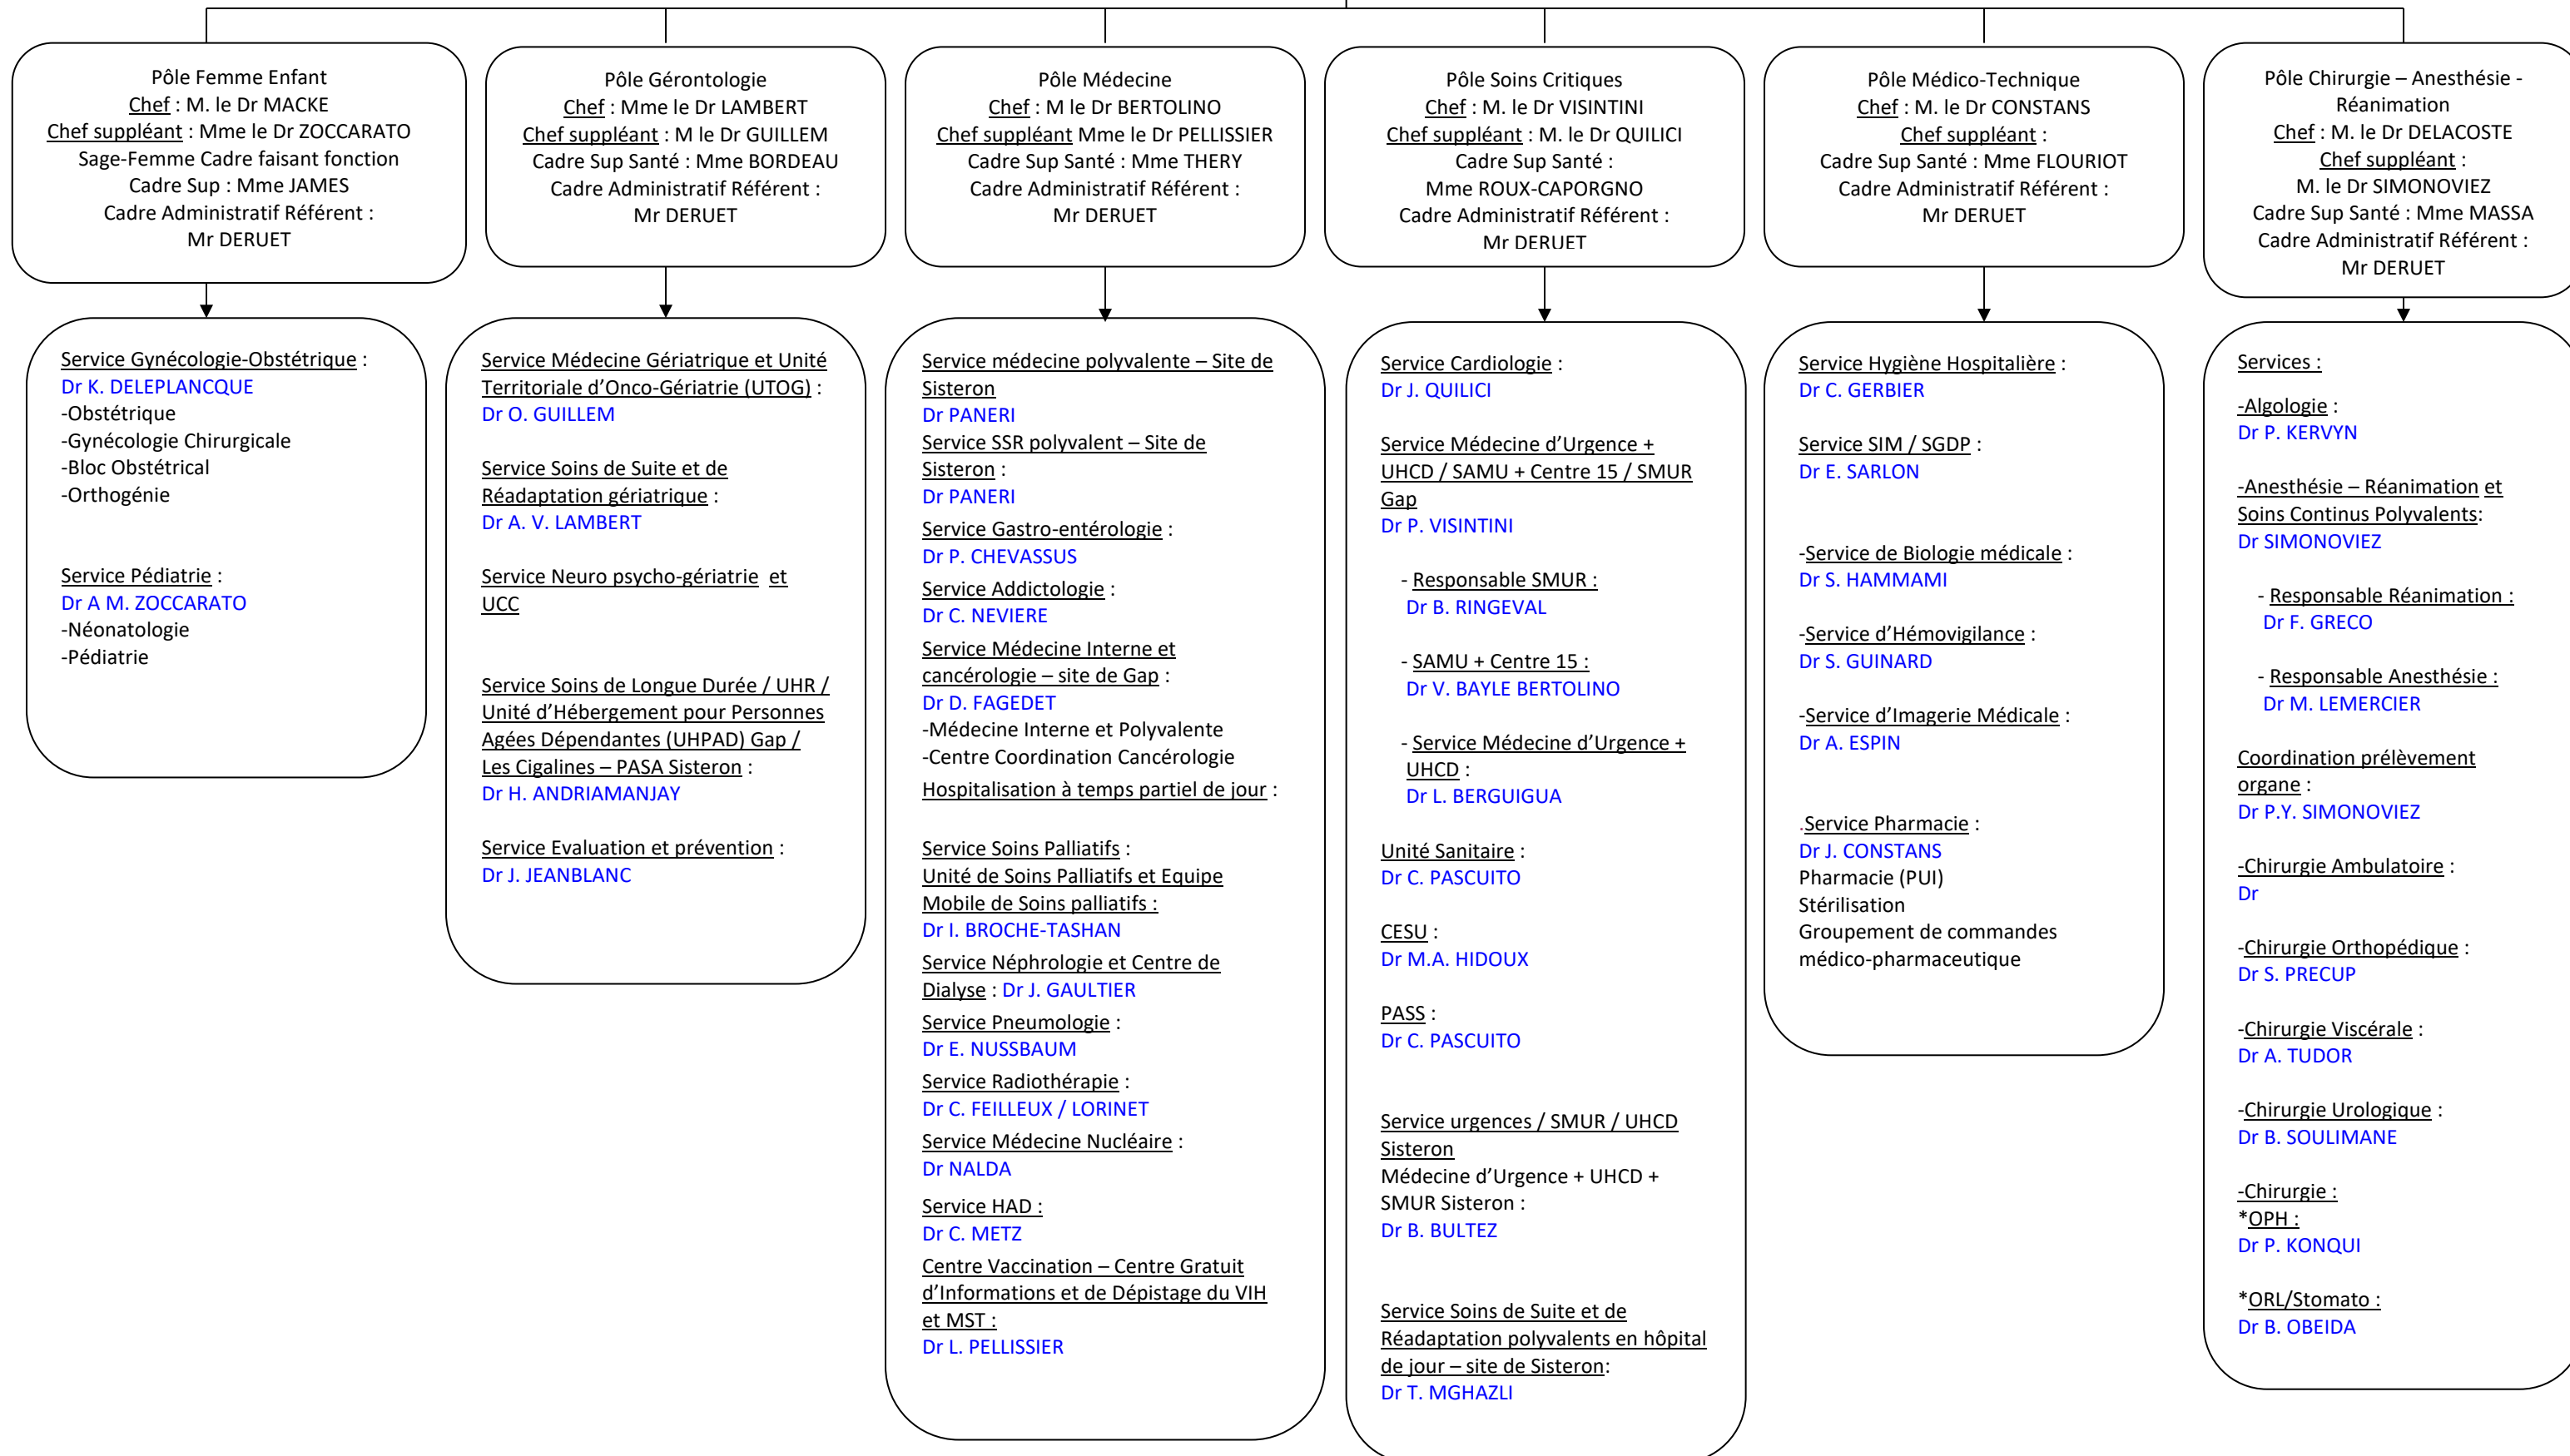 Pôle Femme Enfant
Chef : M. le Dr MACKE
Chef suppléant : Mme le Dr ZOCCARATO
Sage-Femme Cadre faisant fonction
Cadre Sup : Mme JAMES
Cadre Administratif Référent :
Mr DERUET
Pôle Gérontologie
Chef : Mme le Dr LAMBERT
Chef suppléant : M le Dr GUILLEM
Cadre Sup Santé : Mme BORDEAU
Cadre Administratif Référent :
Mr DERUET
Pôle Médecine
Chef : M le Dr BERTOLINO
Chef suppléant Mme le Dr PELLISSIER
Cadre Sup Santé : Mme THERY
Cadre Administratif Référent :
Mr DERUET
Pôle Soins Critiques
Chef : M. le Dr VISINTINI
Chef suppléant : M. le Dr QUILICI
Cadre Sup Santé :
Mme ROUX-CAPORGNO
Cadre Administratif Référent :
Mr DERUET
Pôle Médico-Technique
Chef : M. le Dr CONSTANS
Chef suppléant :
Cadre Sup Santé : Mme FLOURIOT
Cadre Administratif Référent :
Mr DERUET
Pôle Chirurgie – Anesthésie -
Réanimation
Chef : M. le Dr DELACOSTE
Chef suppléant :
M. le Dr SIMONOVIEZ
Cadre Sup Santé : Mme MASSA
Cadre Administratif Référent :
Mr DERUET
Service Gynécologie-Obstétrique :
Dr K. DELEPLANCQUE
-Obstétrique
-Gynécologie Chirurgicale
-Bloc Obstétrical
-Orthogénie
Service Pédiatrie :
Dr A M. ZOCCARATO
-Néonatologie
-Pédiatrie
Service Médecine Gériatrique et Unité
Territoriale d’Onco-Gériatrie (UTOG) :
Dr O. GUILLEM
Service Soins de Suite et de
Réadaptation gériatrique :
Dr A. V. LAMBERT
Service Neuro psycho-gériatrie et
UCC
Service Soins de Longue Durée / UHR /
Unité d’Hébergement pour Personnes
Agées Dépendantes (UHPAD) Gap /
Les Cigalines – PASA Sisteron :
Dr H. ANDRIAMANJAY
Service Evaluation et prévention :
Dr J. JEANBLANC
Service médecine polyvalente – Site de
Sisteron
Dr PANERI
Service SSR polyvalent – Site de
Sisteron :
Dr PANERI
Service Gastro-entérologie :
Dr P. CHEVASSUS
Service Addictologie :
Dr C. NEVIERE
Service Médecine Interne et
cancérologie – site de Gap :
Dr D. FAGEDET
-Médecine Interne et Polyvalente
-Centre Coordination Cancérologie
Hospitalisation à temps partiel de jour :
Service Soins Palliatifs :
Unité de Soins Palliatifs et Equipe
Mobile de Soins palliatifs :
Dr I. BROCHE-TASHAN
Service Néphrologie et Centre de
Dialyse : Dr J. GAULTIER
Service Pneumologie :
Dr E. NUSSBAUM
Service Radiothérapie :
Dr C. FEILLEUX / LORINET
Service Médecine Nucléaire :
Dr NALDA
Service HAD :
Dr C. METZ
Centre Vaccination – Centre Gratuit
d’Informations et de Dépistage du VIH
et MST :
Dr L. PELLISSIER
Service Cardiologie :
Dr J. QUILICI
Service Médecine d’Urgence +
UHCD / SAMU + Centre 15 / SMUR
Gap
Dr P. VISINTINI
- Responsable SMUR :
Dr B. RINGEVAL
- SAMU + Centre 15 :
Dr V. BAYLE BERTOLINO
- Service Médecine d’Urgence +
UHCD :
Dr L. BERGUIGUA
Unité Sanitaire :
Dr C. PASCUITO
CESU :
Dr M.A. HIDOUX
PASS :
Dr C. PASCUITO
Service urgences / SMUR / UHCD
Sisteron
Médecine d’Urgence + UHCD +
SMUR Sisteron :
Dr B. BULTEZ
Service Soins de Suite et de
Réadaptation polyvalents en hôpital
de jour – site de Sisteron:
Dr T. MGHAZLI
Service Hygiène Hospitalière :
Dr C. GERBIER
Service SIM / SGDP :
Dr E. SARLON
-Service de Biologie médicale :
Dr S. HAMMAMI
-Service d’Hémovigilance :
Dr S. GUINARD
-Service d’Imagerie Médicale :
Dr A. ESPIN
.Service Pharmacie :
Dr J. CONSTANS
Pharmacie (PUI)
Stérilisation
Groupement de commandes
médico-pharmaceutique
Services :
-Algologie :
Dr P. KERVYN
-Anesthésie – Réanimation et
Soins Continus Polyvalents:
Dr SIMONOVIEZ
- Responsable Réanimation :
Dr F. GRECO
- Responsable Anesthésie :
Dr M. LEMERCIER
Coordination prélèvement
organe :
Dr P.Y. SIMONOVIEZ
-Chirurgie Ambulatoire :
Dr
-Chirurgie Orthopédique :
Dr S. PRECUP
-Chirurgie Viscérale :
Dr A. TUDOR
-Chirurgie Urologique :
Dr B. SOULIMANE
-Chirurgie :
*OPH :
Dr P. KONQUI
*ORL/Stomato :
Dr B. OBEIDA